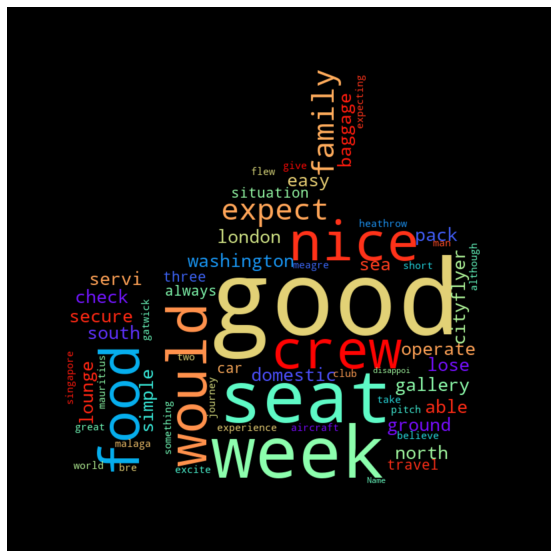 family
baggage
expecting
flew
give
easy
situation
expect
london
nice
heathrow
pack
man
washington
meagre
sea
short
although
cityflyer
servi
three
always
good
check
secure
south
gatwick
would
crew
operate
car
domestic
club
disappoi
lose
two
food
simple
lounge
singapore
mauritius
journey
seat
gallery
take
pitch
able
great
something
experience
aircraft
ground
believe
malaga
week
north
world
bre
excite
travel
Name